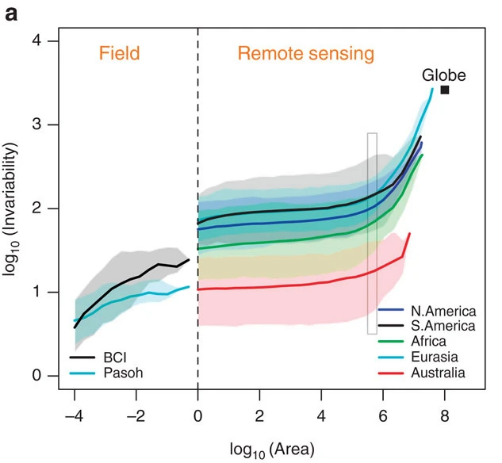 a
Field
Remote sensing
Globe
4
3
2
1
0
log10 (Invariability)
BCI
Pasoh
N.America
S.America
Africa
Eurasia
Australia
−4
−2
0
2
4
6
8
log10 (Area)